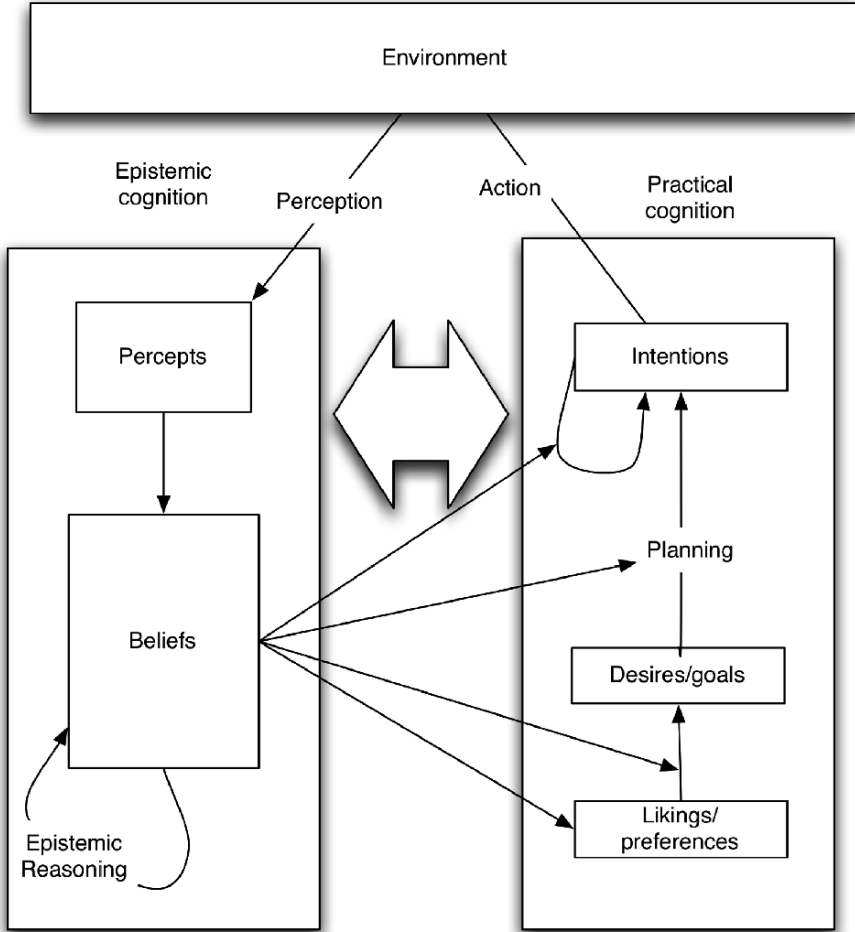 Environment
Epistemic
cognition
Perception
Action
Practical
cognition
Percepts
Intentions
Planning
Beliefs
Desires/goals
Likings/
preferences
Epistemic
Reasoning